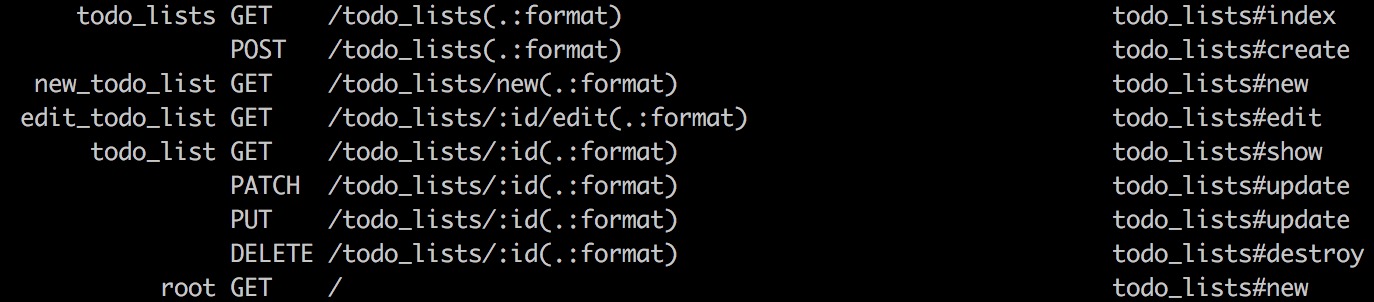 todo_lists GET /todo_lists(.:format) todo_lists#index
POST /todo_lists(.:format) todo_lists#create
new_todo_list GET /todo_lists/new(.:format) todo_lists#new
edit_todo_list GET /todo_lists/:id/edit(.:format) todo_lists#edit
todo_list GET /todo_lists/:id(.:format) todo_lists#show
PATCH /todo_lists/:id(.:format) todo_lists#update
PUT /todo_lists/:id(.:format) todo_lists#update
DELETE /todo_lists/:id(.:format) todo_lists#destroy
root GET / todo_lists#new